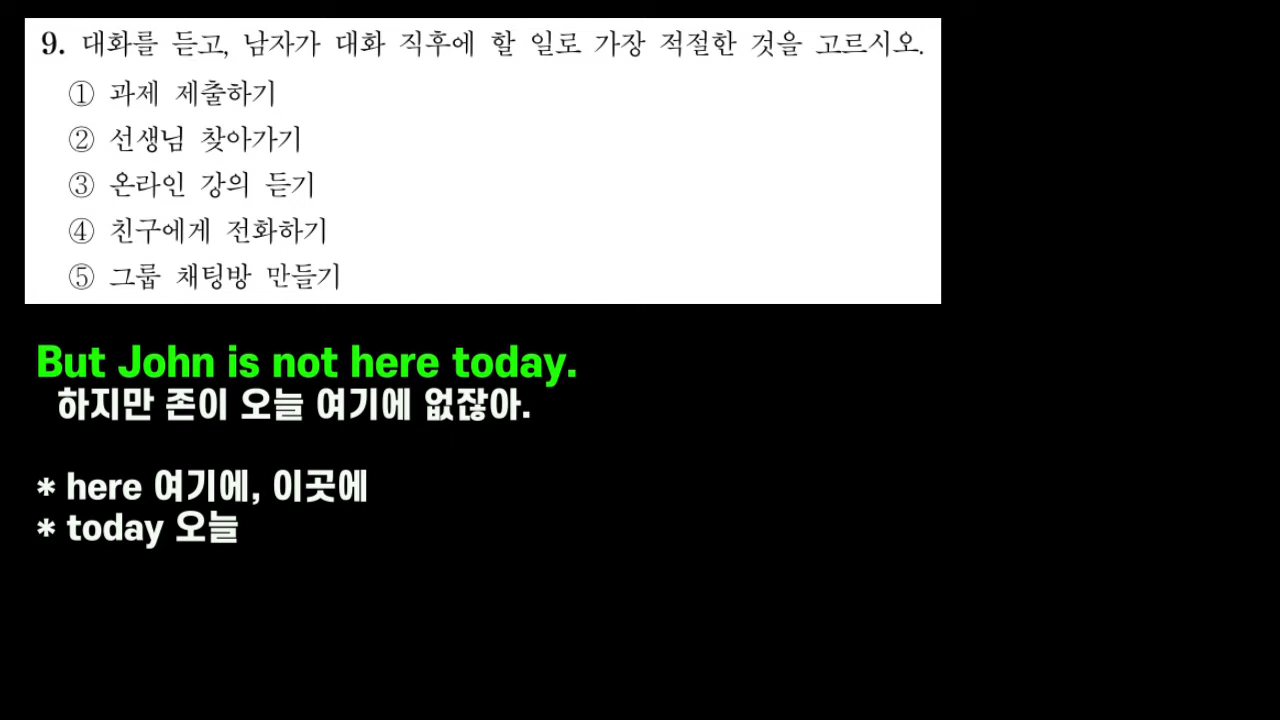 9. 대화를 듣고, 남자가 대화 직후에 할 일로 가장 적절한 것을 고르시오.
① 과제 제출하기
② 선생님 찾아가기
③ 온라인 강의 듣기
④ 친구에게 전화하기
⑤ 그룹 채팅방 만들기
But John is not here today.
하지만 존이 오늘 여기에 없잖아.
* here 여기에, 이곳에
* today 오늘